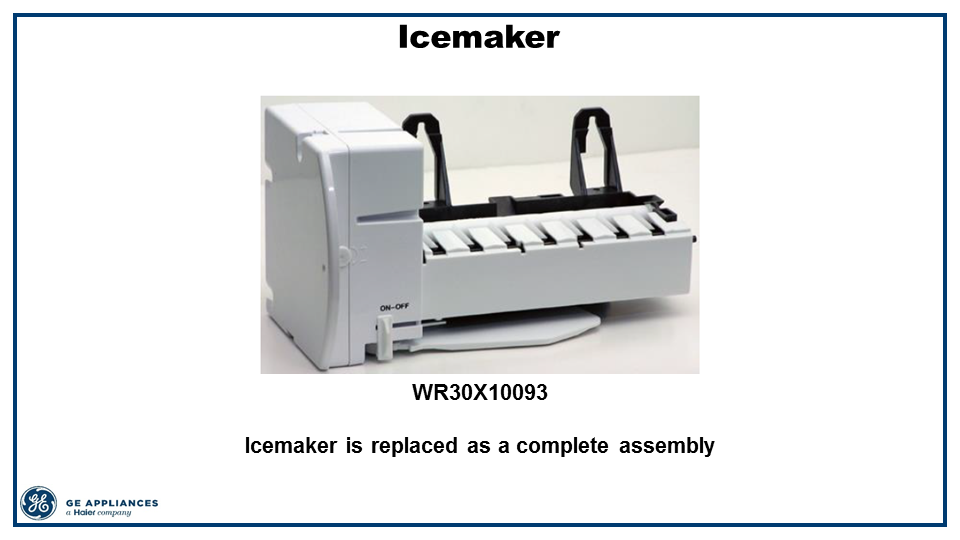 Icemaker
ON–OFF
WR30X10093
Icemaker is replaced as a complete assembly
GE APPLIANCES
a Haier company